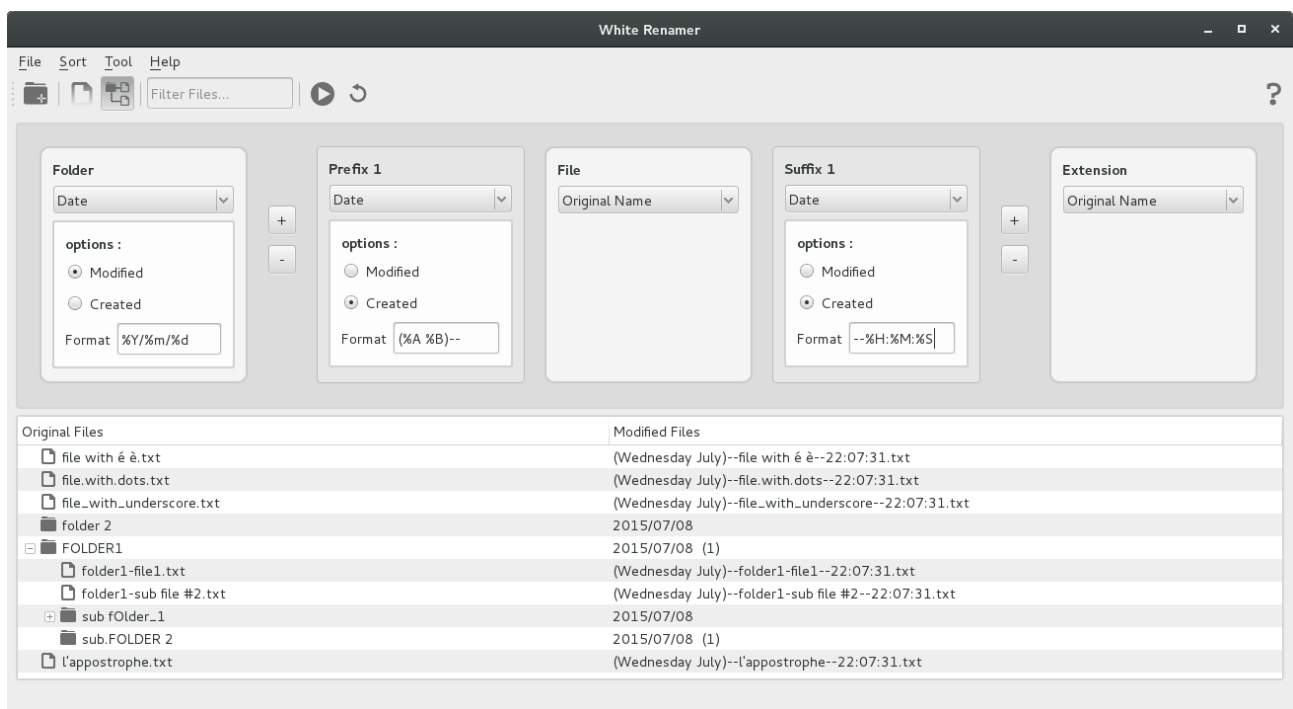 White Renamer
File Sort Tool Help
Filter Files...
?
Folder
Date
options :
Modified
Created
Format %Y/%m/%d
+
-
Prefix 1
Date
options :
Modified
Created
Format (%A %B)--
File
Original Name
Suffix 1
Date
options :
Modified
Created
Format --%H:%M:%S
+
-
Extension
Original Name
Original Files Modified Files
file with é è.txt (Wednesday July)--file with é è--22:07:31.txt
file.with.dots.txt (Wednesday July)--file.with.dots--22:07:31.txt
file_with_underscore.txt (Wednesday July)--file_with_underscore--22:07:31.txt
folder 2 2015/07/08
FOLDER1 2015/07/08 (1)
folder1-file1.txt (Wednesday July)--folder1-file1--22:07:31.txt
folder1-sub file #2.txt (Wednesday July)--folder1-sub file #2--22:07:31.txt
sub fOlder_1 2015/07/08
sub.FOLDER 2 2015/07/08 (1)
l'appostrophe.txt (Wednesday July)--l'appostrophe--22:07:31.txt